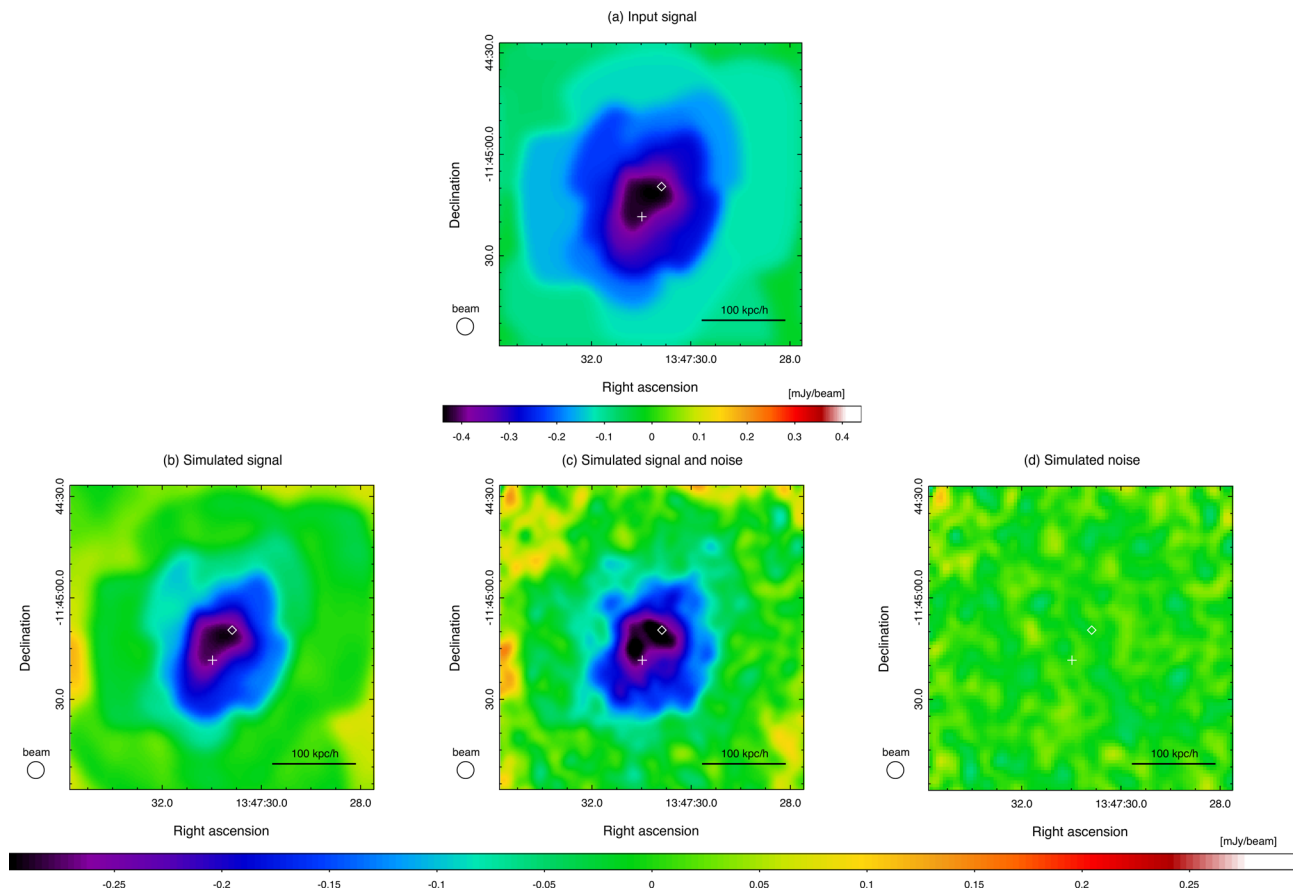 (a) Input signal
44:30.0
-11:45:00.0
30.0
Declination
beam
100 kpc/h
32.0 13:47:30.0 28.0
Right ascension
[mJy/beam]
-0.4 -0.3 -0.2 -0.1 0 0.1 0.2 0.3 0.4
(b) Simulated signal
44:30.0
-11:45:00.0
30.0
Declination
beam
100 kpc/h
32.0 13:47:30.0 28.0
Right ascension
(c) Simulated signal and noise
44:30.0
-11:45:00.0
30.0
Declination
beam
100 kpc/h
32.0 13:47:30.0 28.0
Right ascension
(d) Simulated noise
44:30.0
-11:45:00.0
30.0
Declination
beam
100 kpc/h
32.0 13:47:30.0 28.0
Right ascension
[mJy/beam]
-0.25 -0.2 -0.15 -0.1 -0.05 0 0.05 0.1 0.15 0.2 0.25